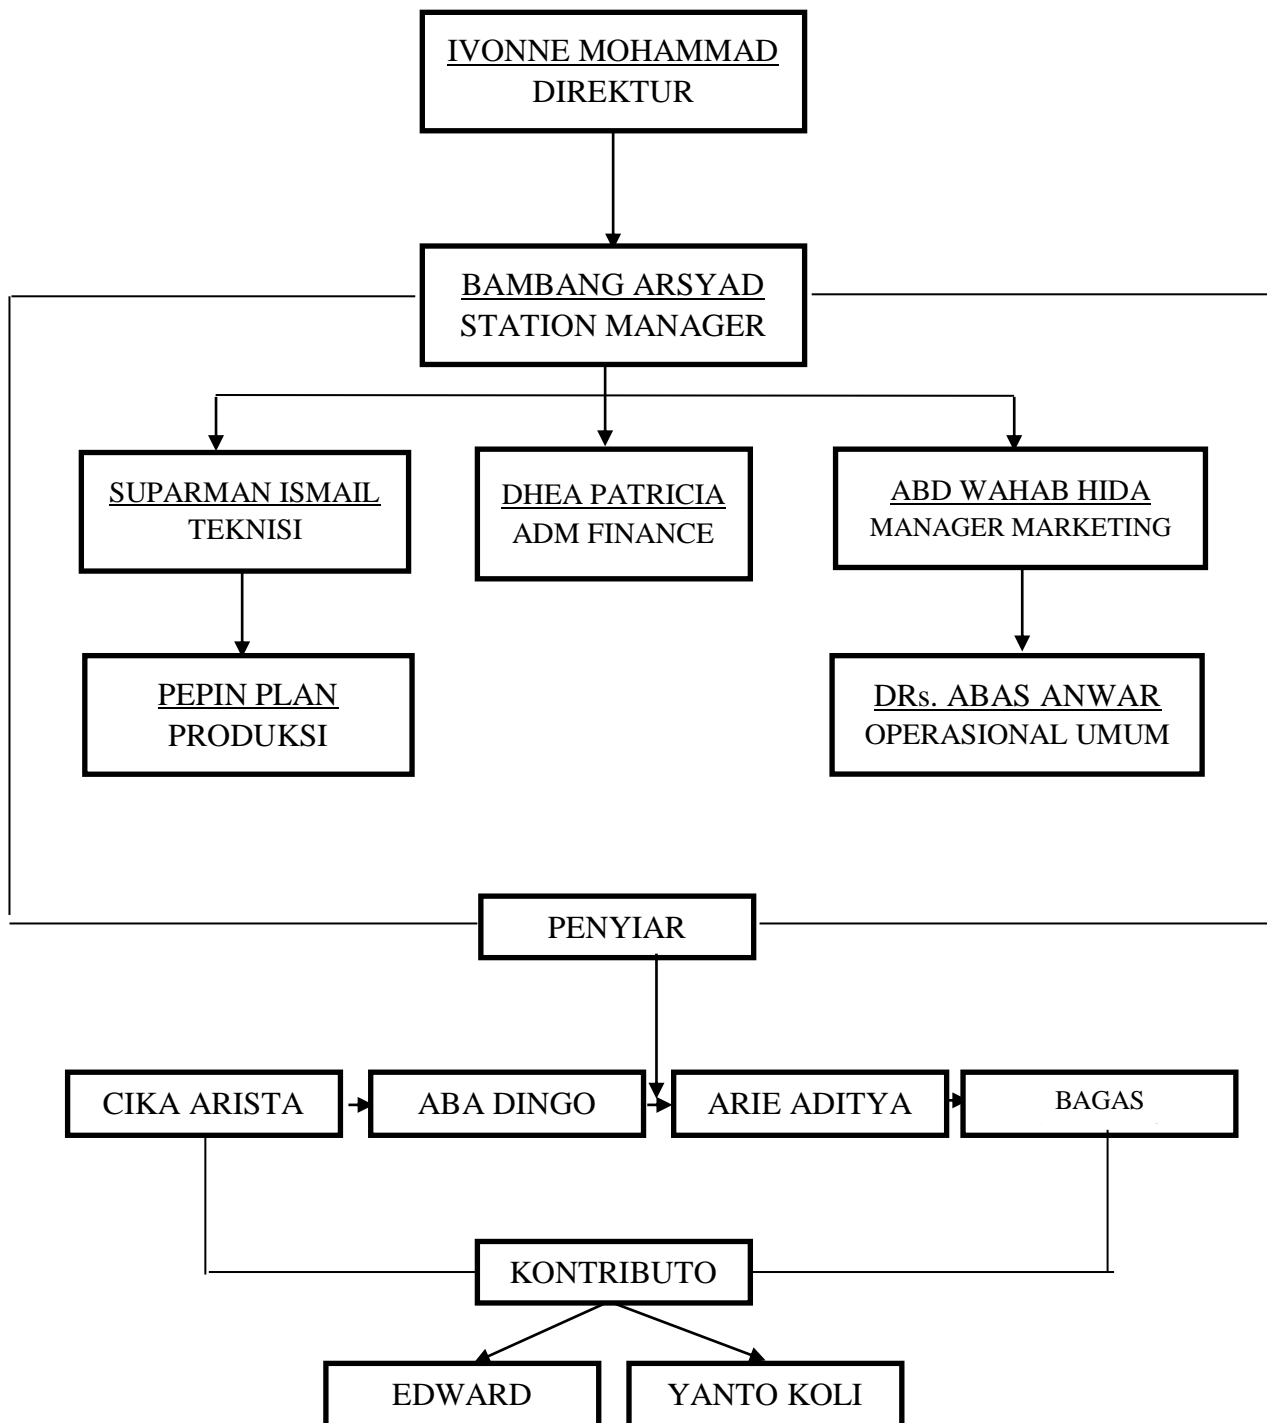 IVONNE MOHAMMAD
DIREKTUR
BAMBANG ARSYAD
STATION MANAGER
SUPARMAN ISMAIL
TEKNISI
DHEA PATRICIA
ADM FINANCE
ABD WAHAB HIDA
MANAGER MARKETING
PEPIN PLAN
PRODUKSI
DRs. ABAS ANWAR
OPERASIONAL UMUM
PENYIAR
CIKA ARISTA
ABA DINGO
ARIE ADITYA
BAGAS
KONTRIBUTO
EDWARD
YANTO KOLI